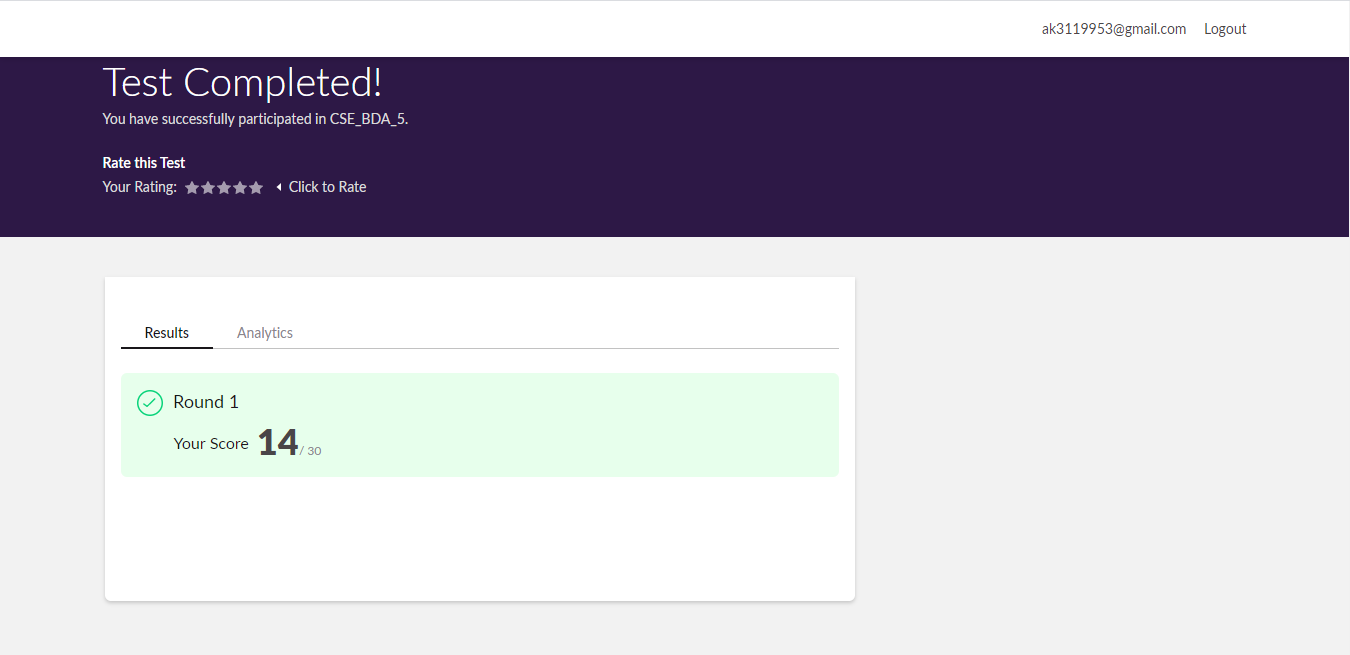 ak3119953@gmail.com Logout
Test Completed!
You have successfully participated in CSE_BDA_5.
Rate this Test
Your Rating: Click to Rate
Results Analytics
Round 1
Your Score 14 / 30